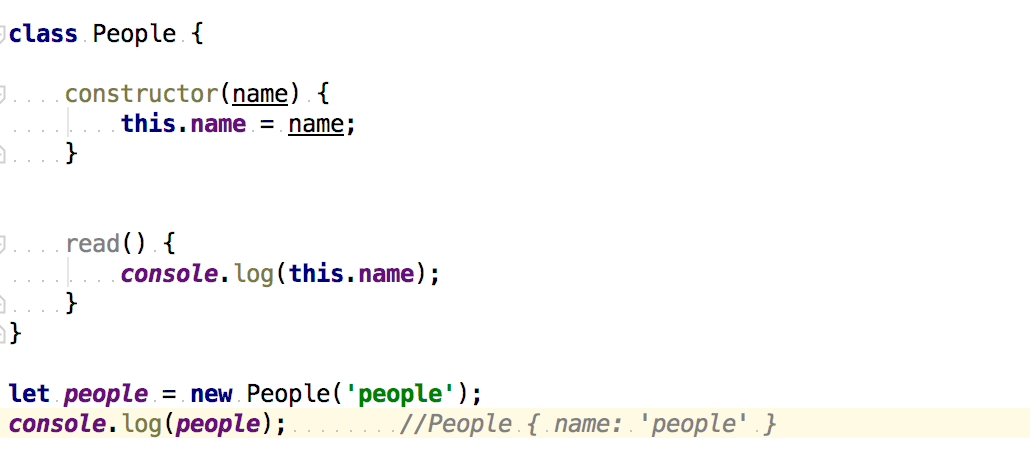 class People {
constructor(name) {
this.name = name;
}
read() {
console.log(this.name);
}
}
let people = new People('people');
console.log(people); //People { name: 'people' }